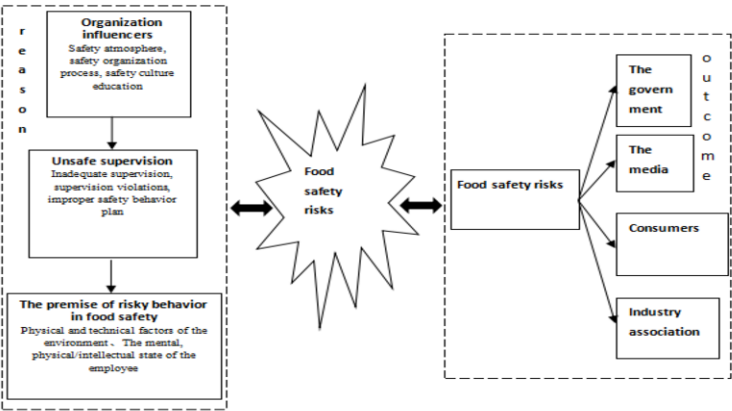 reason
Organization
influencers
Safety atmosphere,
safety organization
process, safety culture
education
Unsafe supervision
Inadequate supervision,
supervision violations,
improper safety behavior
plan
The premise of risky behavior
in food safety
Physical and technical factors of the
environment、The mental,
physical/intellectual state of the
employee
Food
safety
risks
Food safety risks
The
govern
ment
The
media
Consumers
Industry
association
outcome